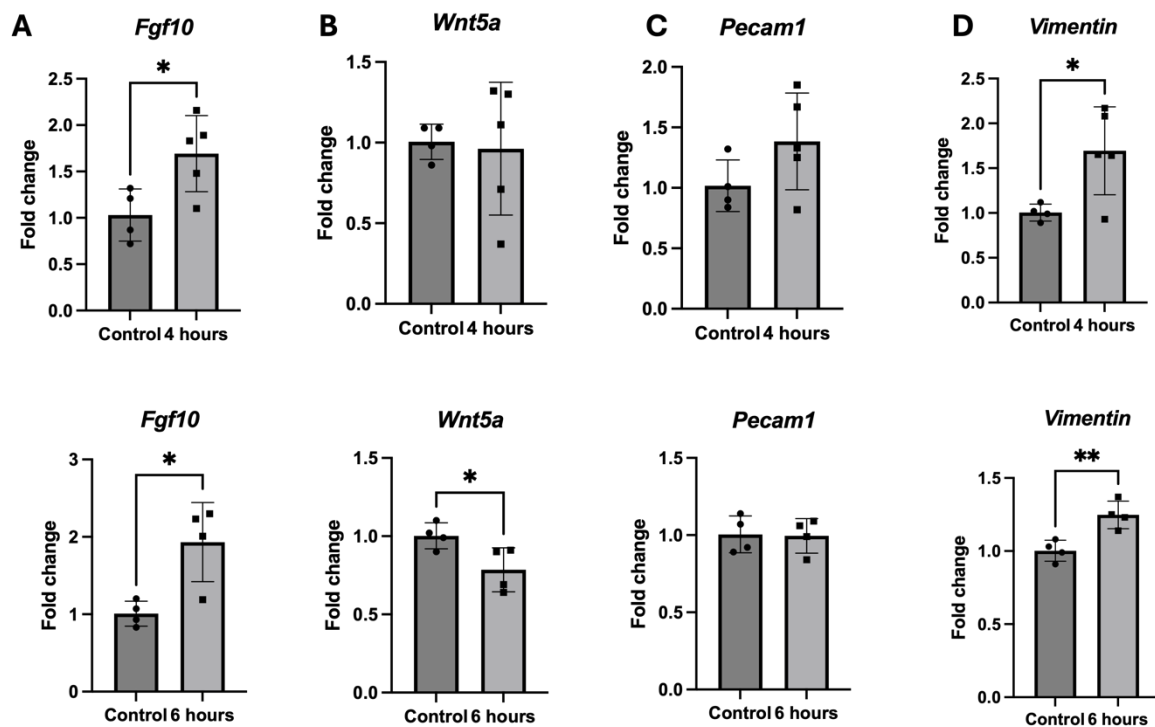 A Fgf10 B Wnt5a C Pecam1 D Vimentin
* *
Fold change
2.5
2.0
1.5
1.0
0.5
0.0
Control 4 hours
Fold change
1.5
1.0
0.5
0.0
Control 4 hours
Fold change
2.0
1.5
1.0
0.5
0.0
Control 4 hours
Fold change
2.5
2.0
1.5
1.0
0.5
0.0
Control 4 hours
Fgf10
*
Fold change
3
2
1
0
Control 6 hours
Wnt5a
*
Fold change
1.5
1.0
0.5
0.0
Control 6 hours
Pecam1
Fold change
1.5
1.0
0.5
0.0
Control 6 hours
Vimentin
**
Fold change
1.5
1.0
0.5
0.0
Control 6 hours